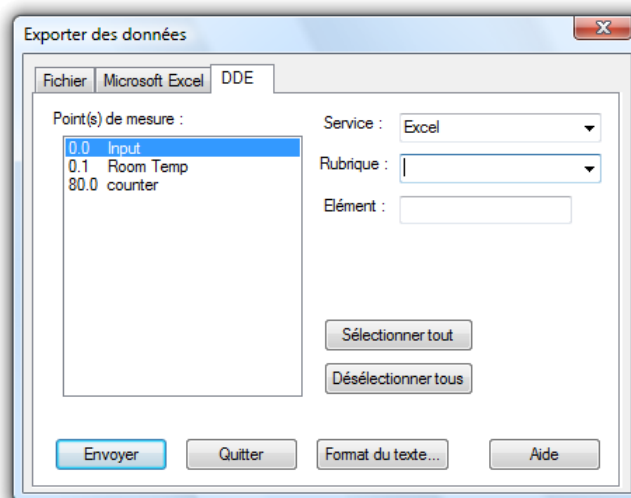 Exporter des données
Fichier Microsoft Excel DDE
Point(s) de mesure :
0.0 Input
0.1 Room Temp
80.0 counter
Service : Excel
Rubrique :
Elément :
Sélectionner tout
Désélectionner tous
Envoyer Quitter Format du texte... Aide